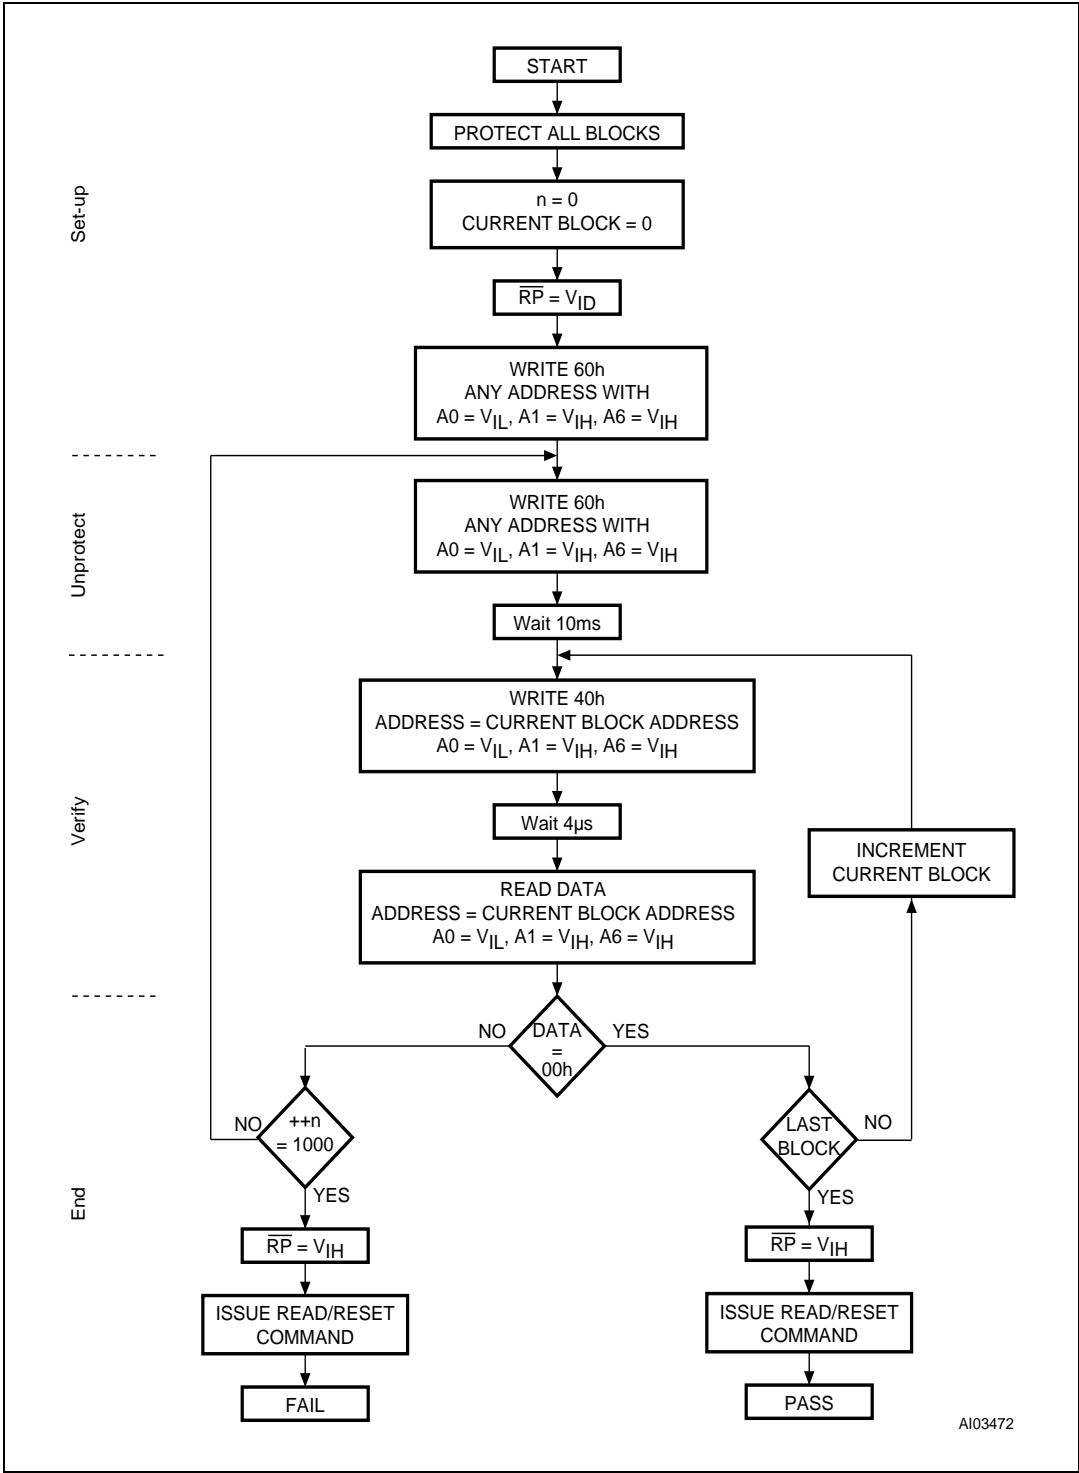 START
PROTECT ALL BLOCKS
Set-up
n = 0
CURRENT BLOCK = 0
RP = VID
WRITE 60h
ANY ADDRESS WITH
A0 = VIL, A1 = VIH, A6 = VIH
Unprotect
WRITE 60h
ANY ADDRESS WITH
A0 = VIL, A1 = VIH, A6 = VIH
Wait 10ms
Verify
WRITE 40h
ADDRESS = CURRENT BLOCK ADDRESS
A0 = VIL, A1 = VIH, A6 = VIH
Wait 4µs
INCREMENT
CURRENT BLOCK
READ DATA
ADDRESS = CURRENT BLOCK ADDRESS
A0 = VIL, A1 = VIH, A6 = VIH
End
NO
DATA
=
00h
YES
NO
++n
= 1000
YES
LAST
BLOCK
NO
YES
RP = VIH
RP = VIH
ISSUE READ/RESET
COMMAND
ISSUE READ/RESET
COMMAND
FAIL
PASS
AI03472